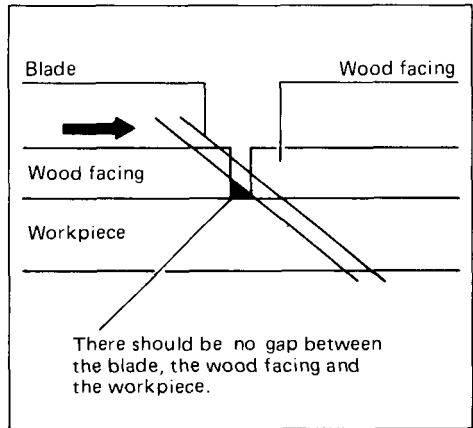 Blade
Wood facing
Wood facing
Workpiece
There should be no gap between
the blade, the wood facing and
the workpiece.